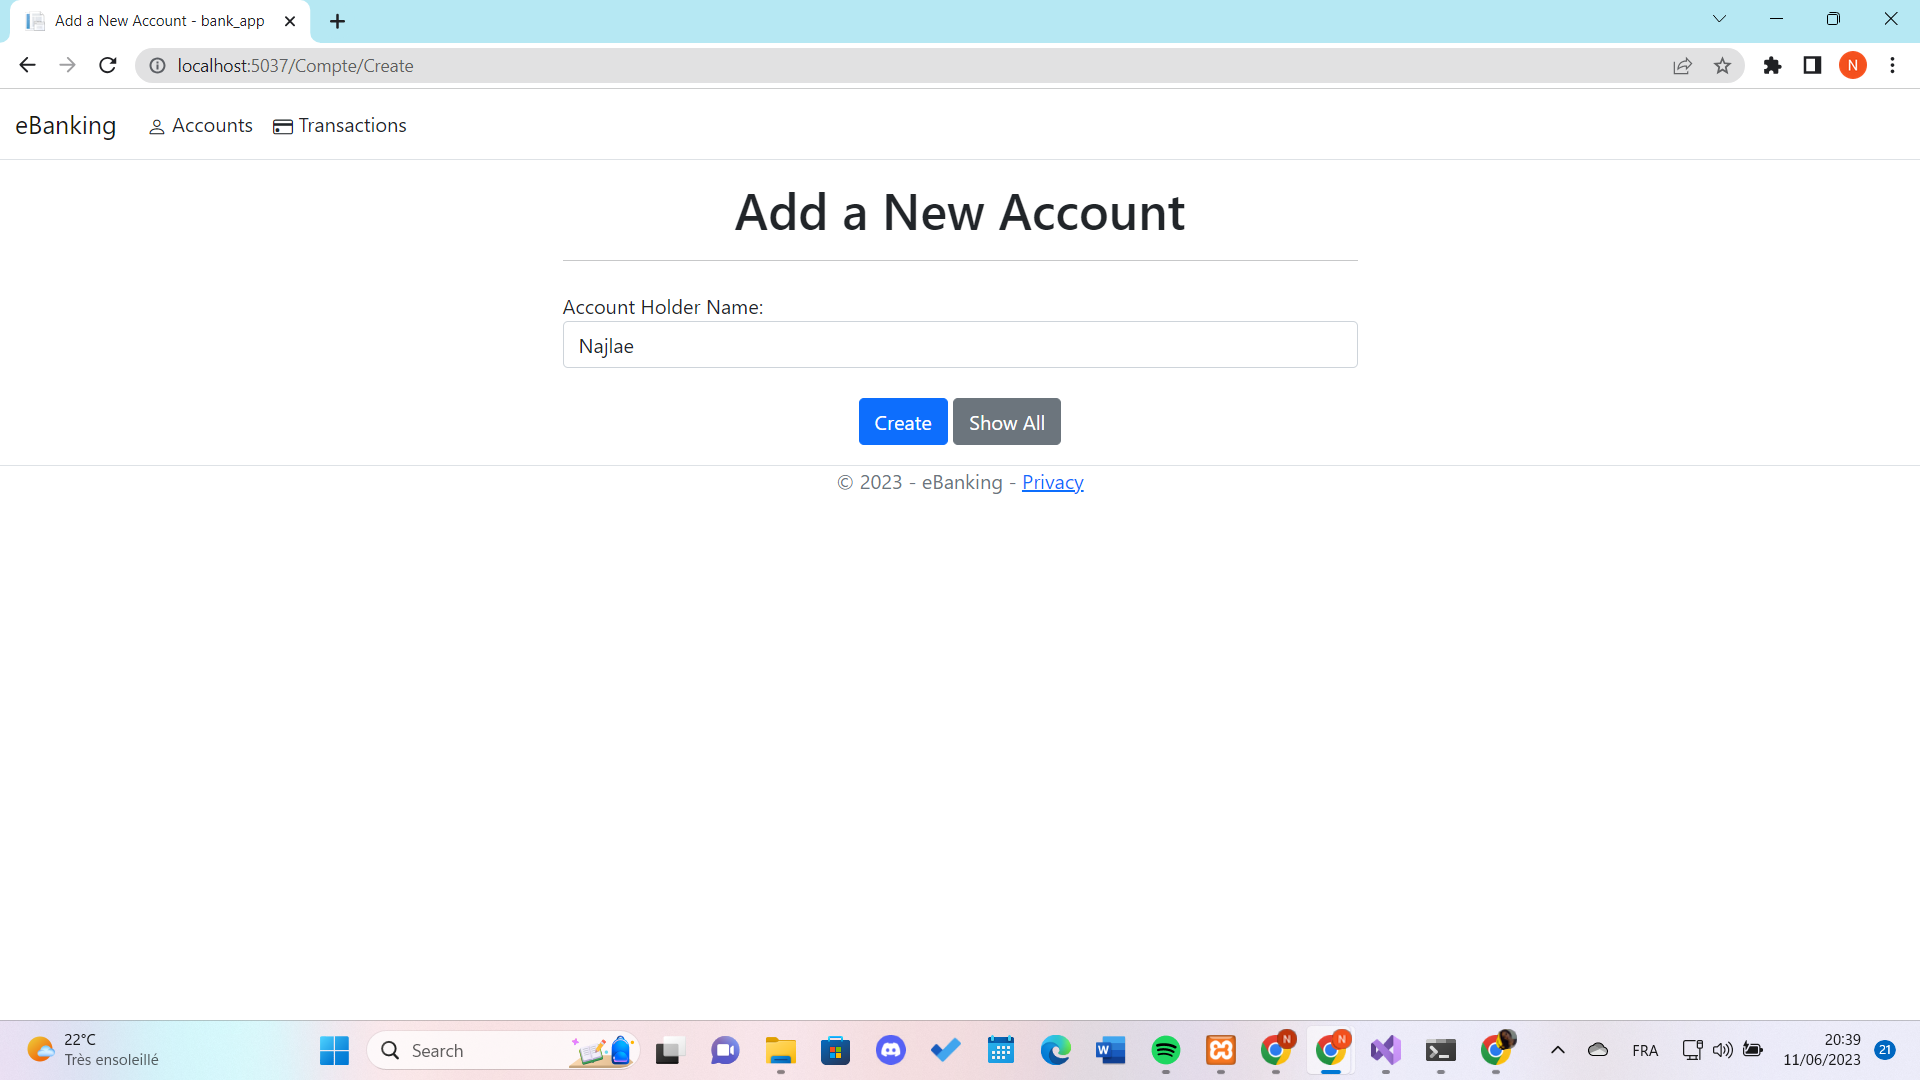 Add a New Account - bank_app
localhost:5037/Compte/Create
N
eBanking
Accounts
Transactions
Add a New Account
Account Holder Name:
Najlae
Create
Show All
© 2023 - eBanking - Privacy
22°C
Très ensoleillé
Search
W
N
N
FRA
20:39
11/06/2023
21